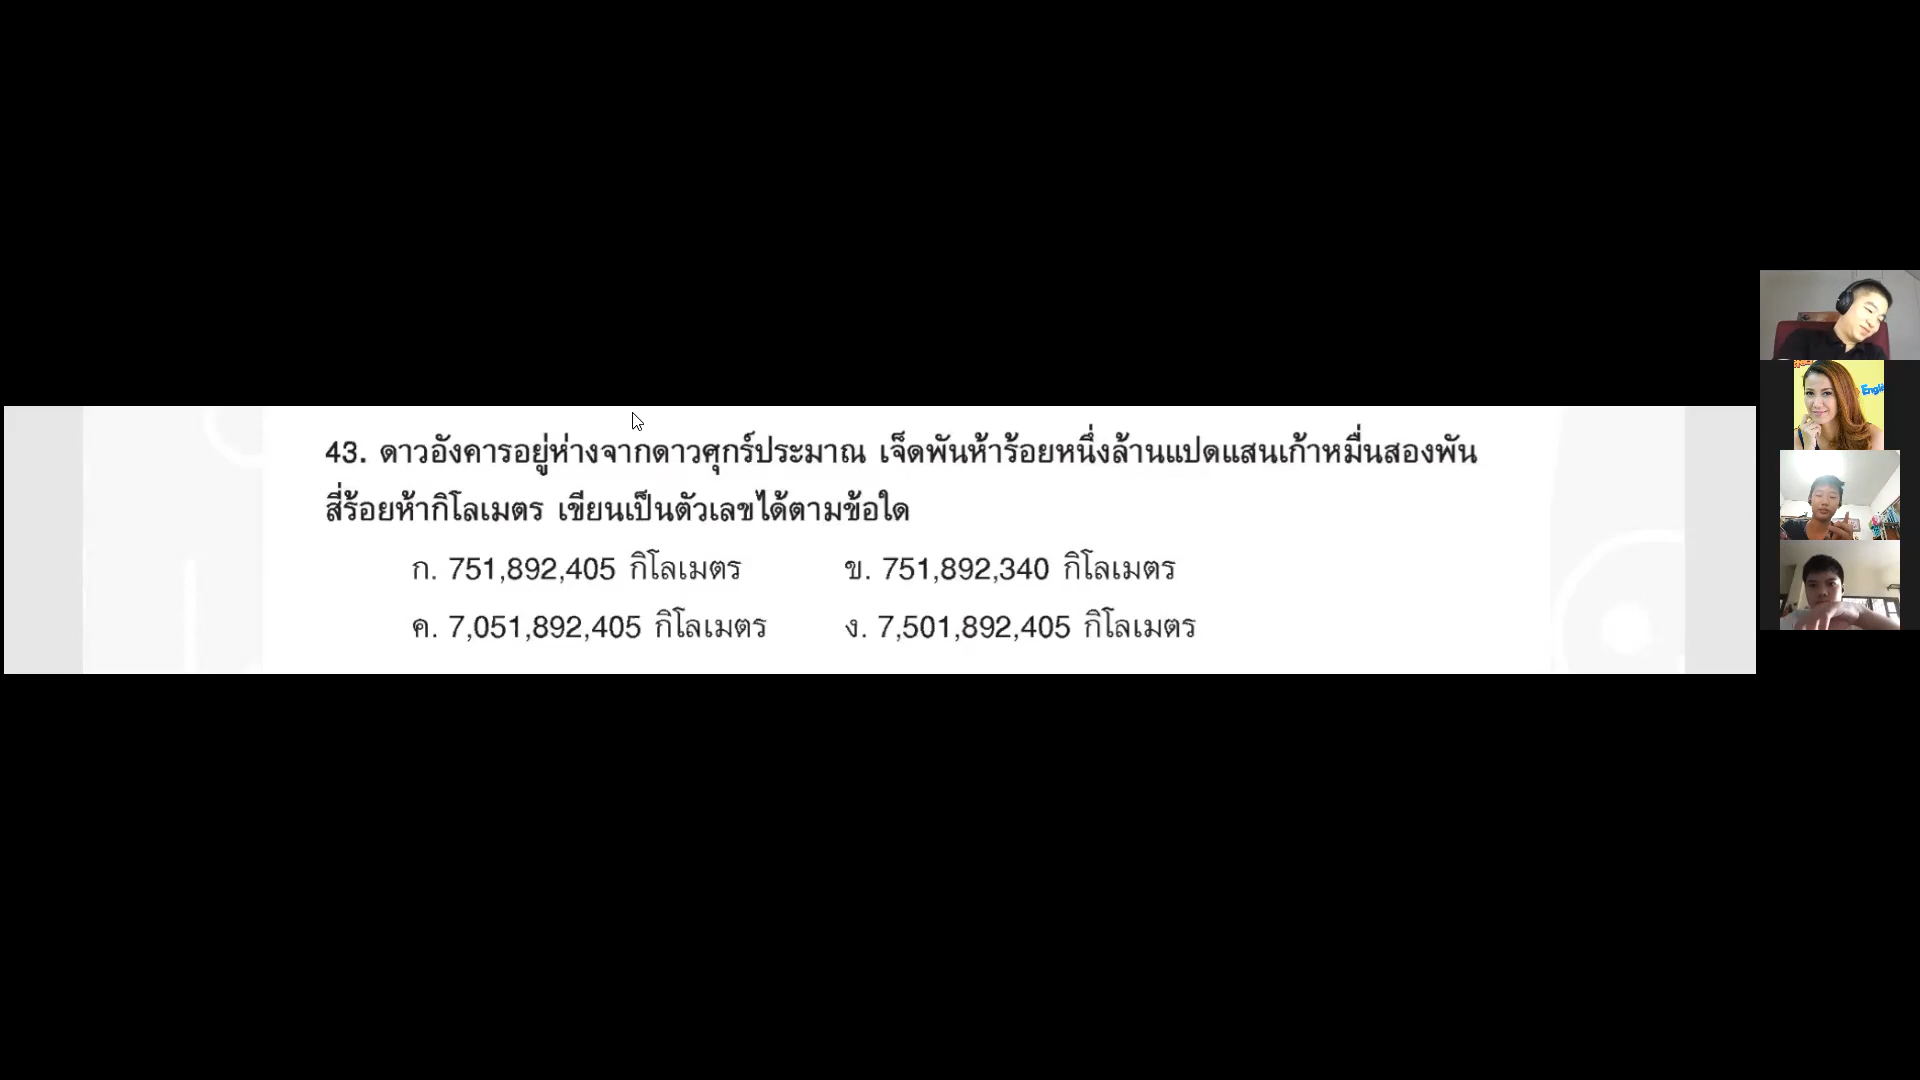 43. ดาวอังคารอยู่ห่างจากดาวศุกร์ประมาณ เจ็ดพันห้าร้อยหนึ่งล้านแปดแสนเก้าหมื่นสองพัน
สี่ร้อยห้ากิโลเมตร เขียนเป็นตัวเลขได้ตามข้อใด
ก. 751,892,405 กิโลเมตร ข. 751,892,340 กิโลเมตร
ค. 7,051,892,405 กิโลเมตร ง. 7,501,892,405 กิโลเมตร